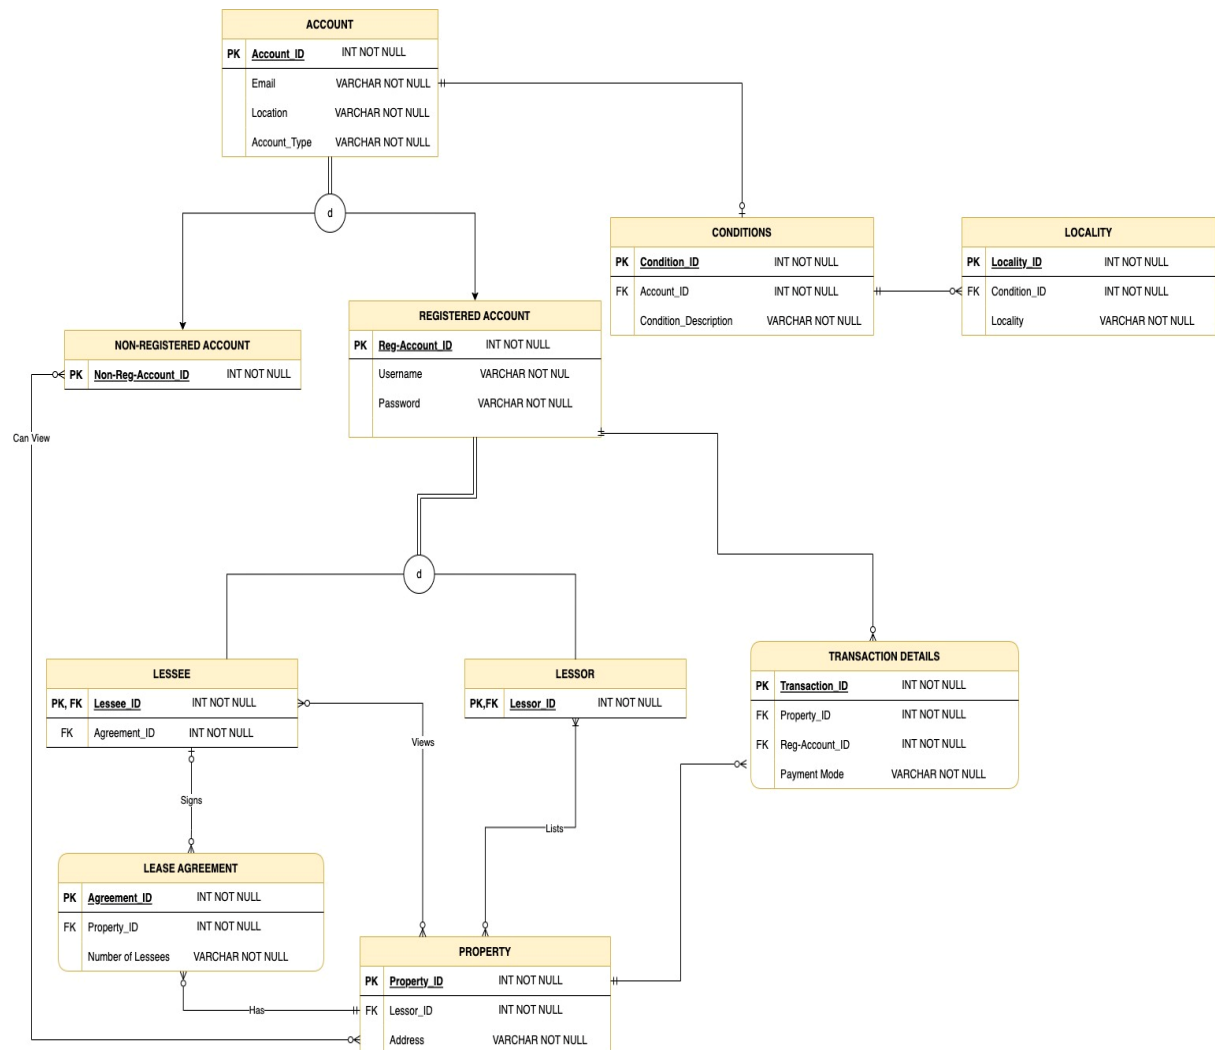 ACCOUNT
PK Account_ID INT NOT NULL
Email VARCHAR NOT NULL
Location VARCHAR NOT NULL
Account_Type VARCHAR NOT NULL
d
CONDITIONS
PK Condition_ID INT NOT NULL
FK Account_ID INT NOT NULL
Condition_Description VARCHAR NOT NULL
LOCALITY
PK Locality_ID INT NOT NULL
FK Condition_ID INT NOT NULL
Locality VARCHAR NOT NULL
NON-REGISTERED ACCOUNT
PK Non-Reg-Account_ID INT NOT NULL
REGISTERED ACCOUNT
PK Reg-Account_ID INT NOT NULL
Username VARCHAR NOT NUL
Password VARCHAR NOT NULL
Can View
d
LESSEE
PK, FK Lessee_ID INT NOT NULL
FK Agreement_ID INT NOT NULL
LESSOR
PK,FK Lessor_ID INT NOT NULL
TRANSACTION DETAILS
PK Transaction_ID INT NOT NULL
FK Property_ID INT NOT NULL
FK Reg-Account_ID INT NOT NULL
Payment Mode VARCHAR NOT NULL
Views
Signs
Lists
LEASE AGREEMENT
PK Agreement_ID INT NOT NULL
FK Property_ID INT NOT NULL
Number of Lessees VARCHAR NOT NULL
Has
PROPERTY
PK Property_ID INT NOT NULL
FK Lessor_ID INT NOT NULL
Address VARCHAR NOT NULL